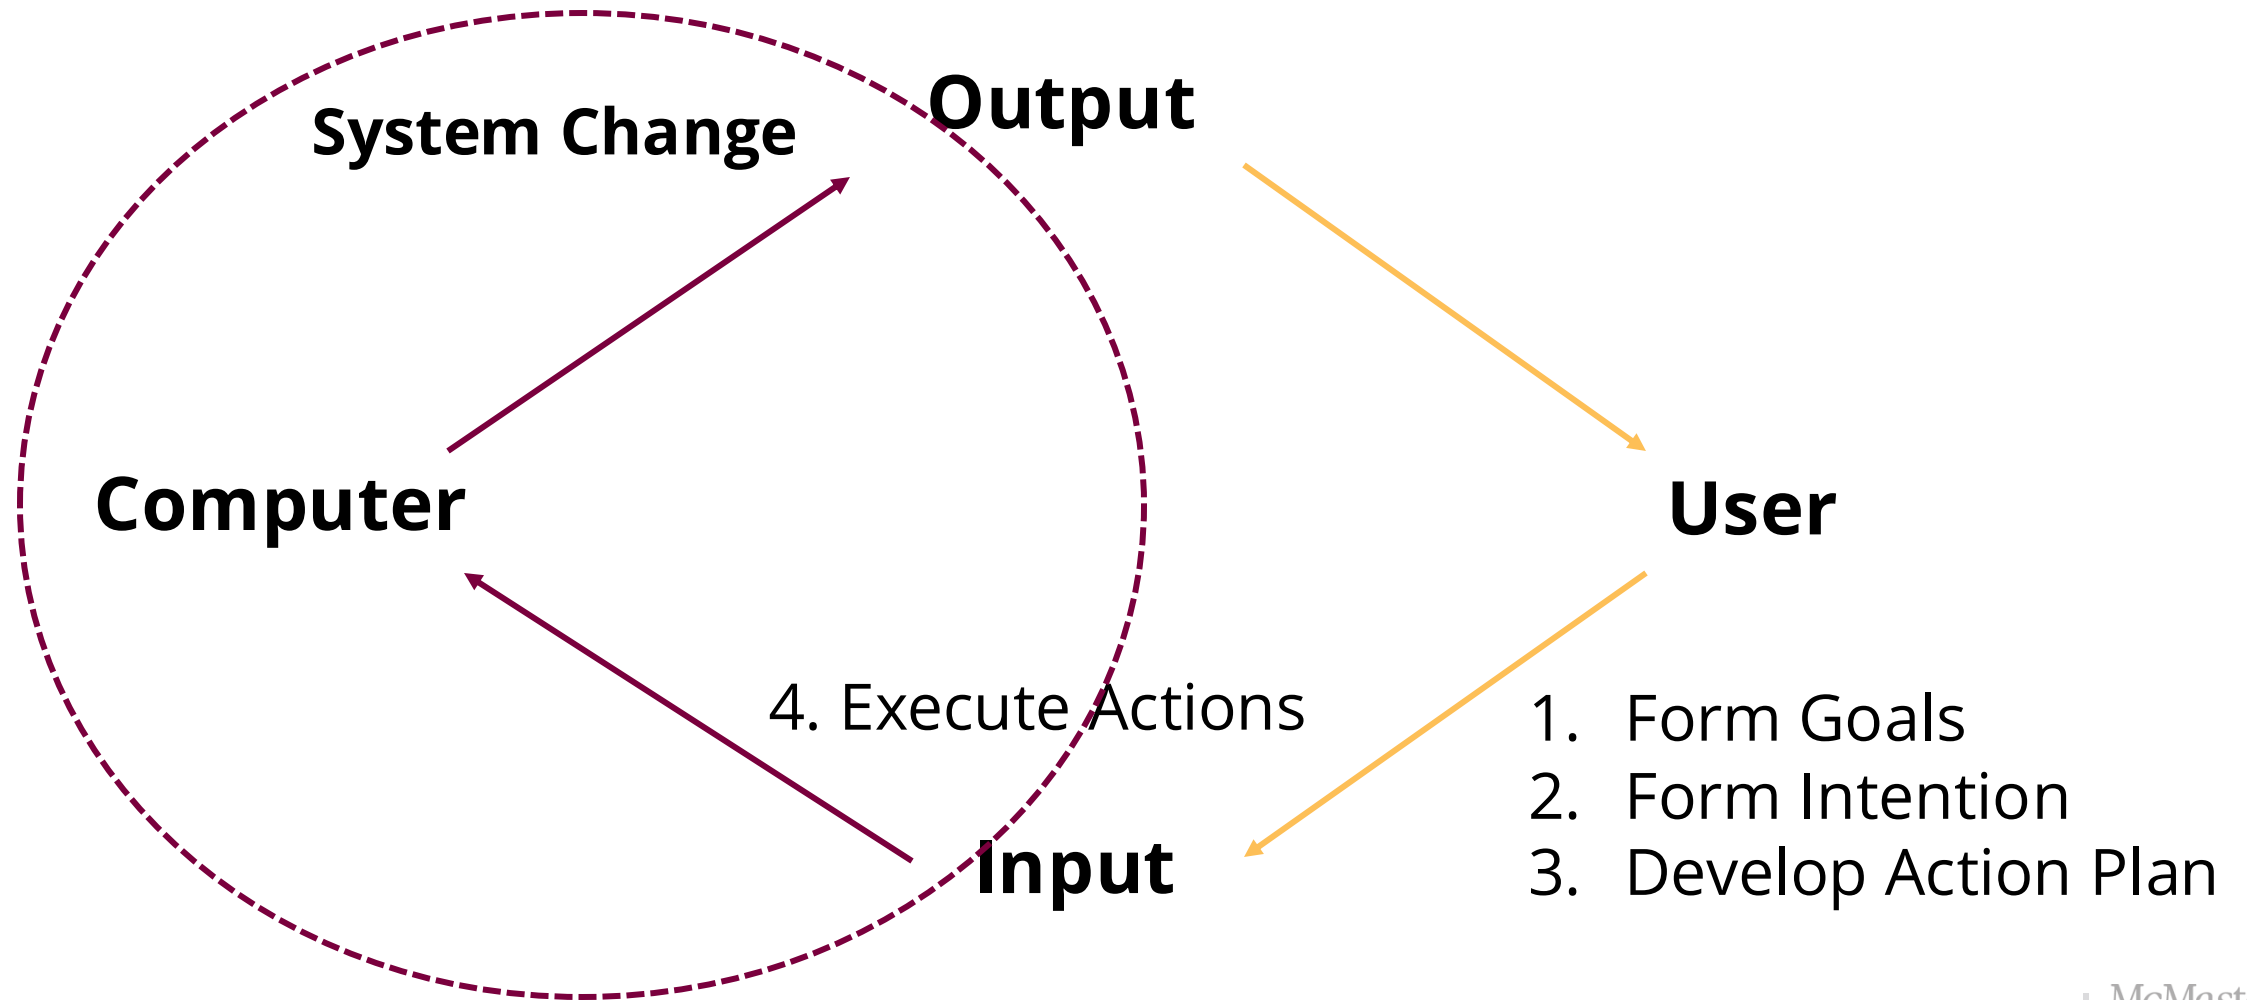 Output
System Change
Computer
User
4. Execute Actions
1. Form Goals
2. Form Intention
3. Develop Action Plan
Input